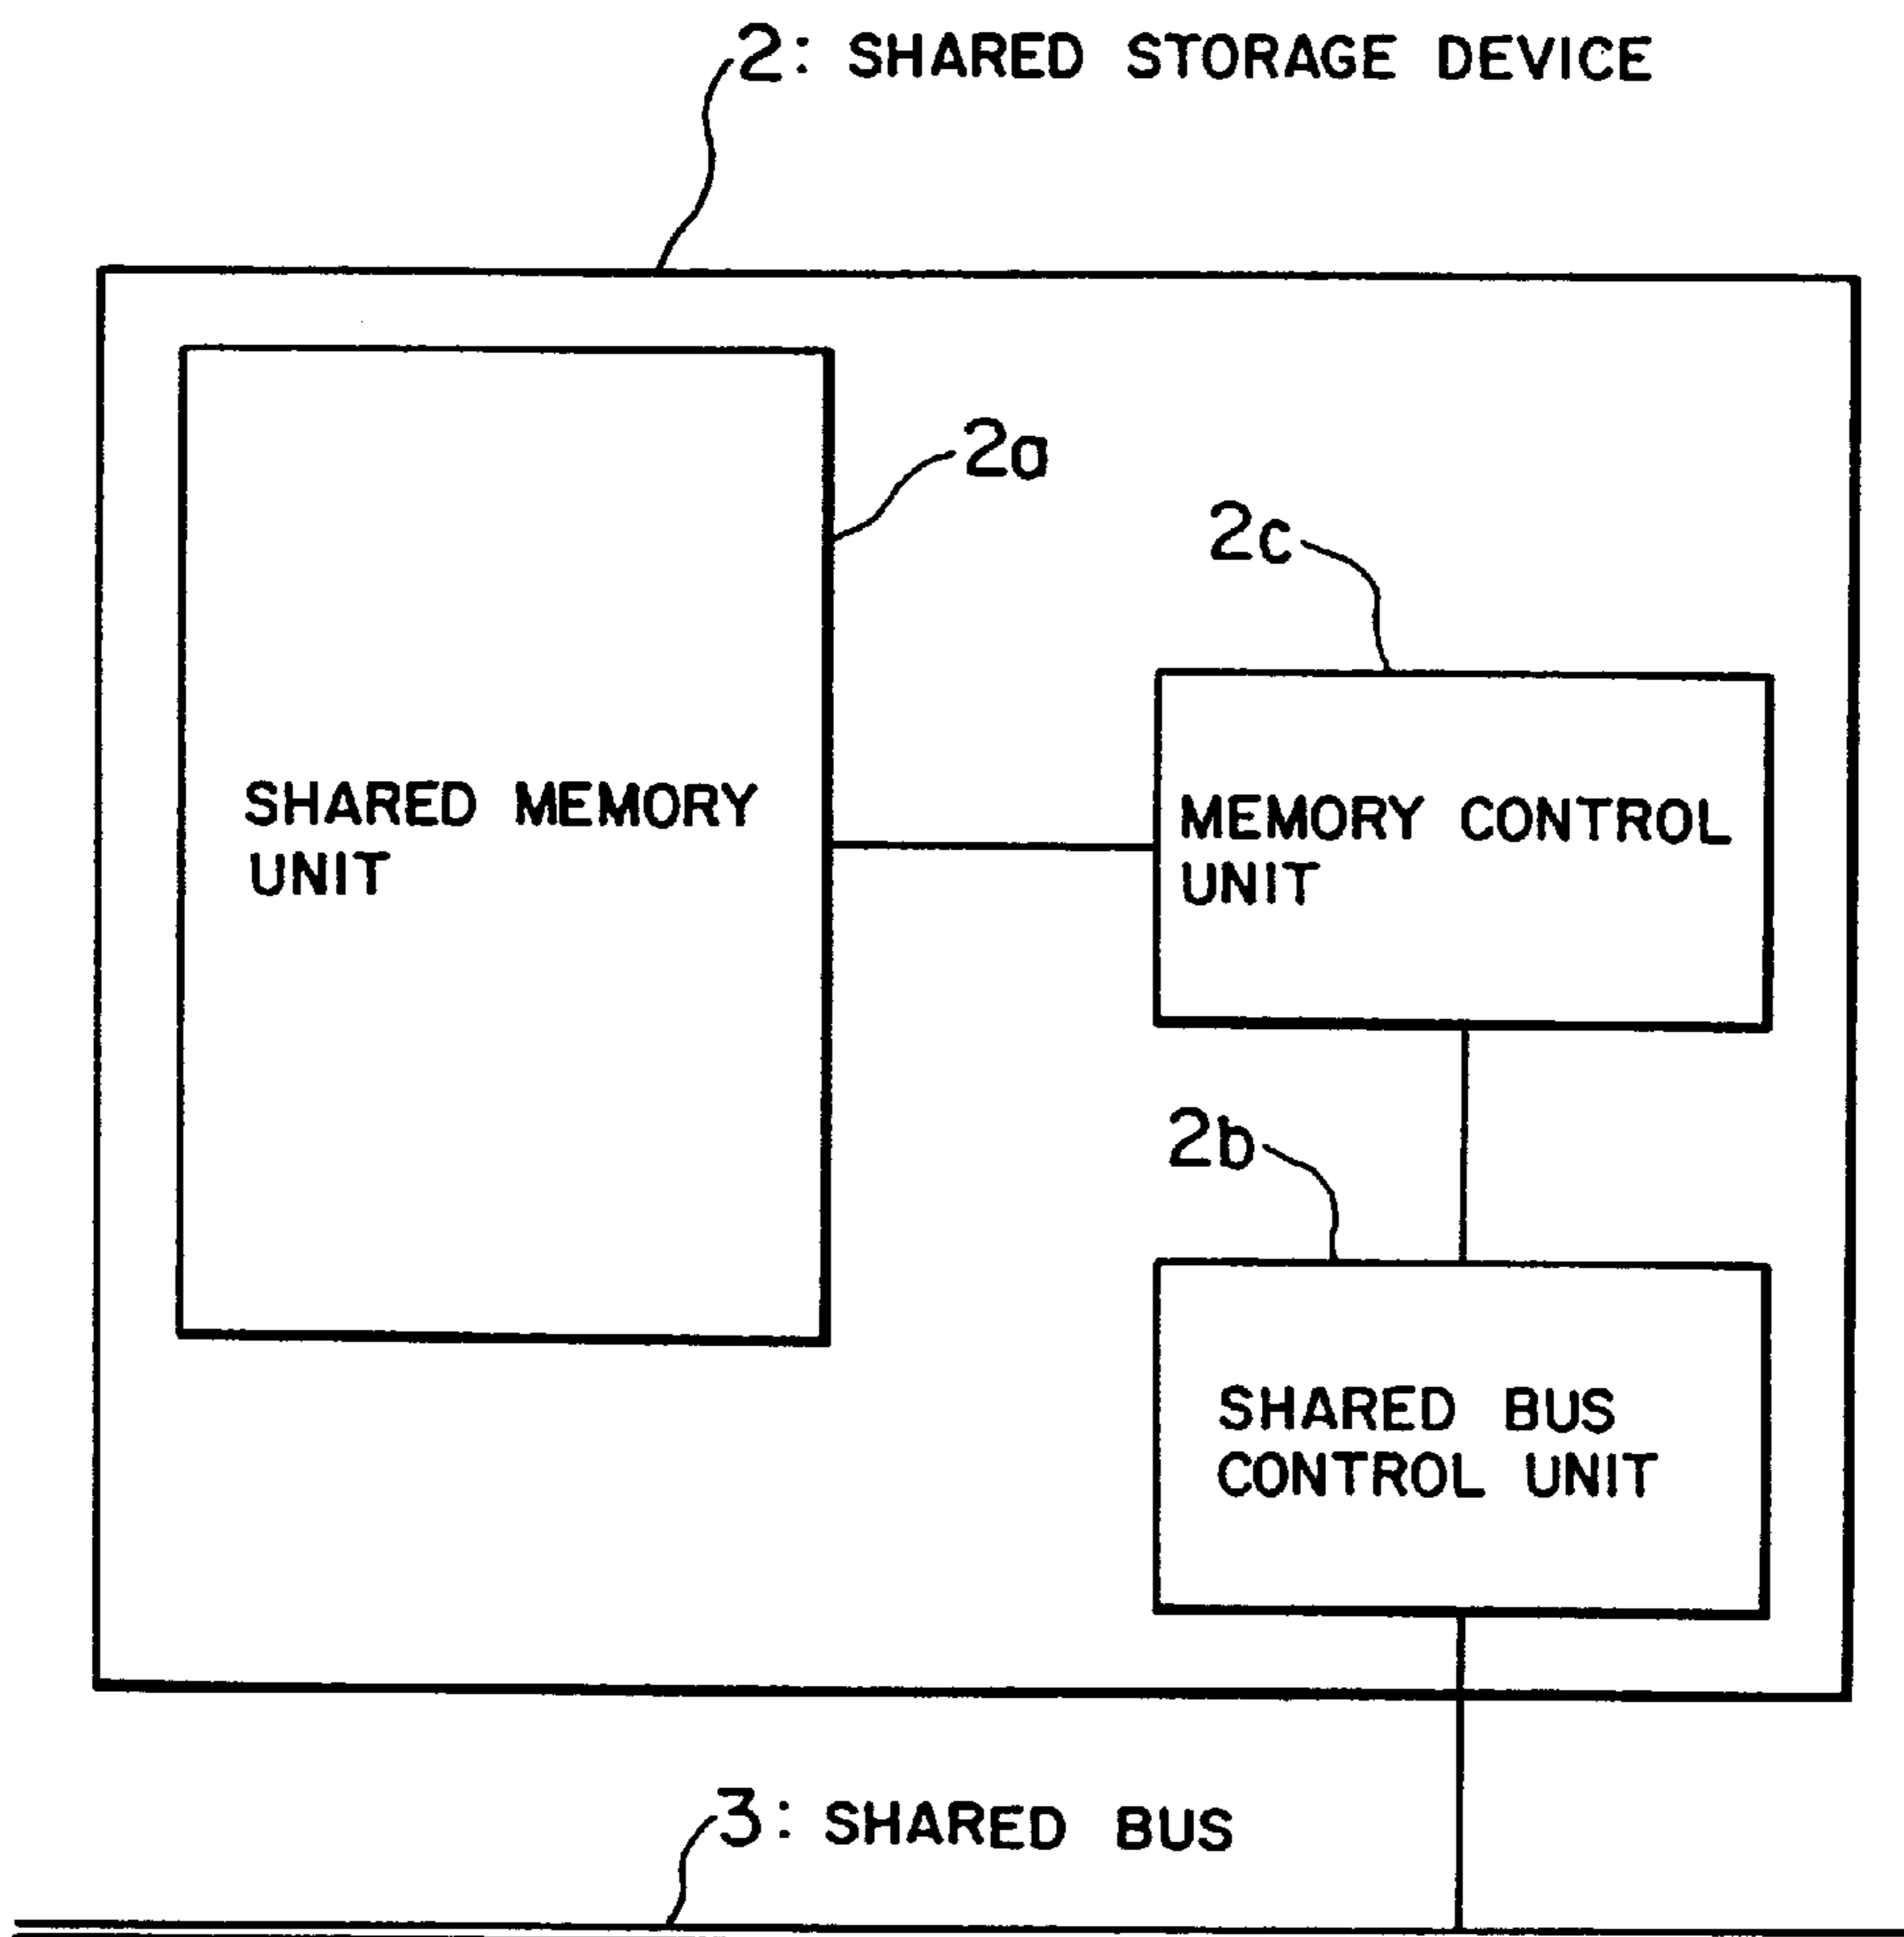 2: SHARED STORAGE DEVICE
2a
2c
SHARED MEMORY
UNIT
MEMORY CONTROL
UNIT
2b
SHARED BUS
CONTROL UNIT
3: SHARED BUS